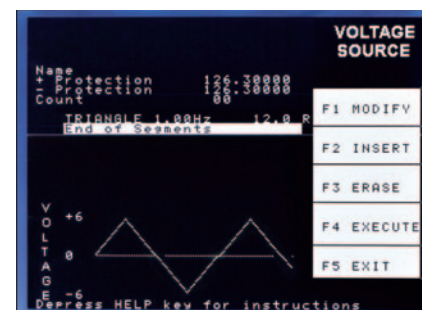 VOLTAGE
SOURCE
Name
+ Protection 126.30000
- Protection 126.30000
Count 00
TRIANGLE 1.00Hz 12.0 R
End of Segments
F1 MODIFY
F2 INSERT
F3 ERASE
F4 EXECUTE
F5 EXIT
VOLTAGE
+6
0
-6
Depress HELP key for instructions